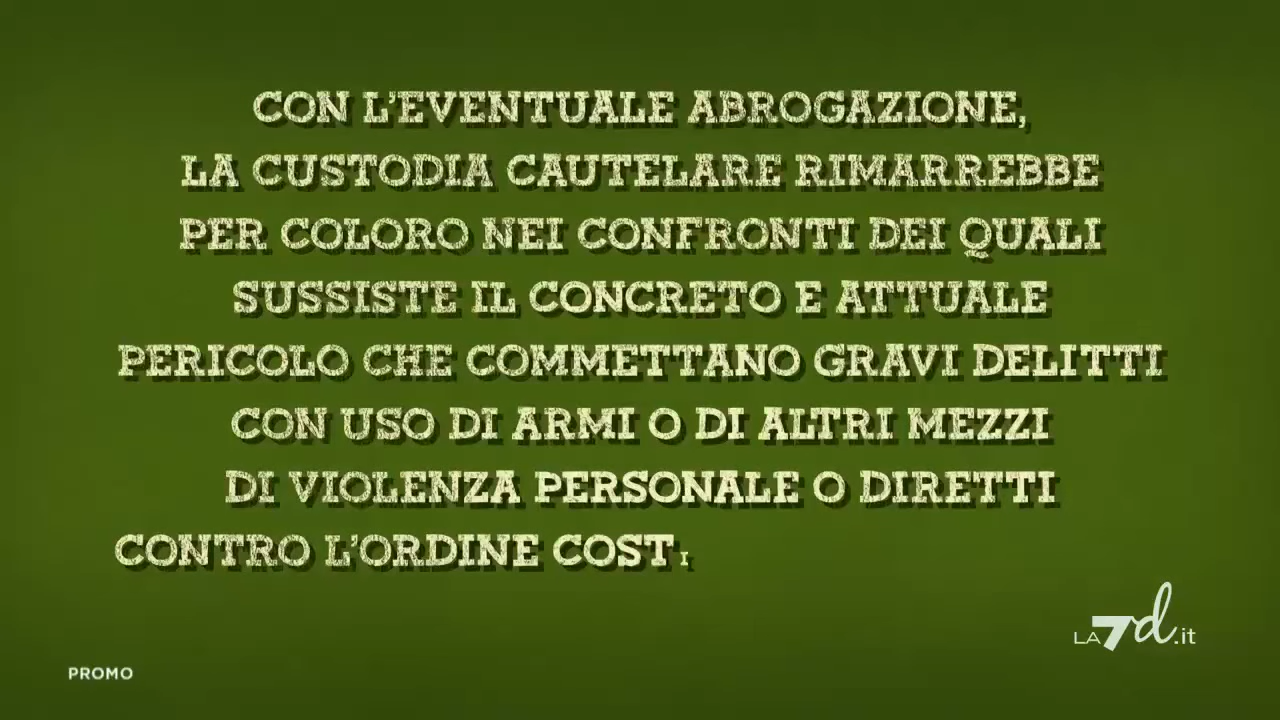 CON L'EVENTUALE ABROGAZIONE,
LA CUSTODIA CAUTELARE RIMARREBBE
PER COLORO NEI CONFRONTI DEI QUALI
SUSSISTE IL CONCRETO E ATTUALE
PERICOLO CHE COMMETTANO GRAVI DELITTI
CON USO DI ARMI O DI ALTRI MEZZI
DI VIOLENZA PERSONALE O DIRETTI
CONTRO L'ORDINE COSTI
LA7d.it
PROMO